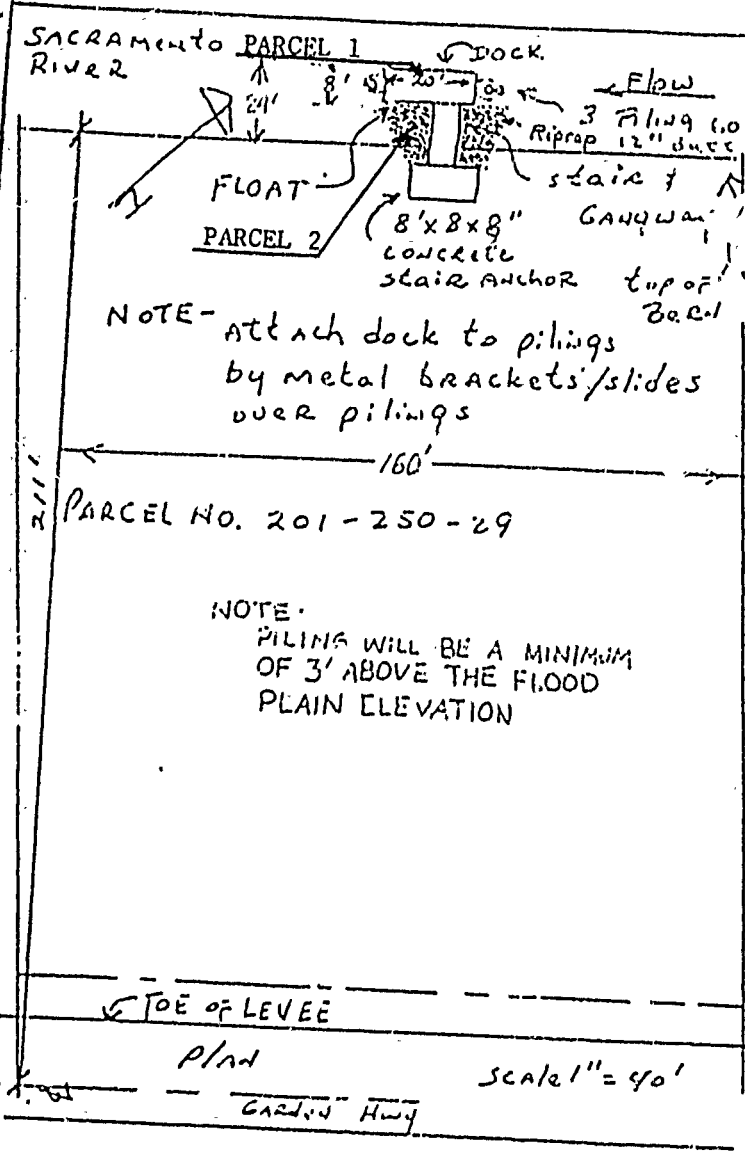 SACRAMENTO PARCEL 1
RIVER
DOCK
8' 20'
24'
Flow
3 Piling
Riprap 12"
FLOAT
stair &
GANGWAY
PARCEL 2
8'x8x8"
CONCRETE
stair Anchor
top of
NOTE- Attach dock to pilings
by metal brackets/slides
over pilings
160'
211'
PARCEL NO. 201-250-29
NOTE.
PILING WILL BE A MINIMUM
OF 3' ABOVE THE FLOOD
PLAIN ELEVATION
TOE OF LEVEE
Plan
Scale 1"=40'
GARDEN Hwy
N